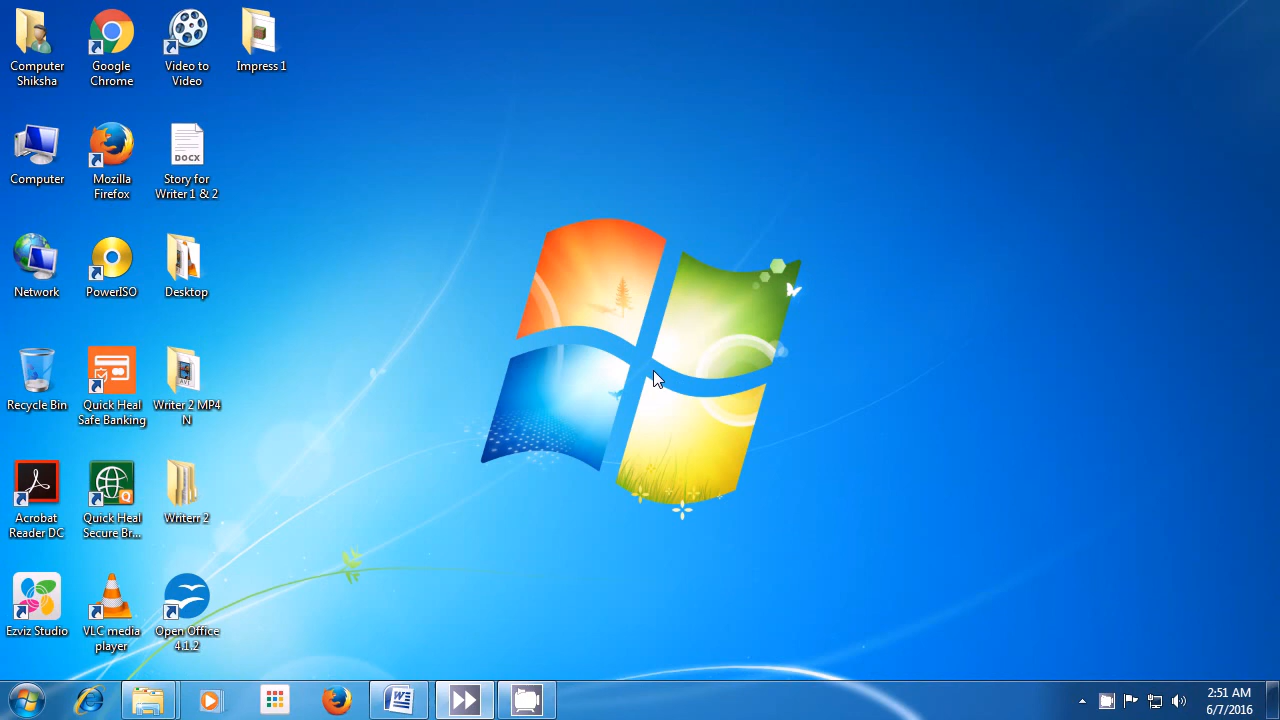 Computer
Shiksha
Google
Chrome
Video to
Video
Impress 1
Computer
Mozilla
Firefox
DOCX
Story for
Writer 1 & 2
Network
PowerISO
Desktop
Recycle Bin
Quick Heal
Safe Banking
AVI
Writer 2 MP4
N
Acrobat
Reader DC
Quick Heal
Secure Br...
Writerr 2
Ezviz Studio
VLC media
player
Open Office
4.1.2
2:51 AM
6/7/2016